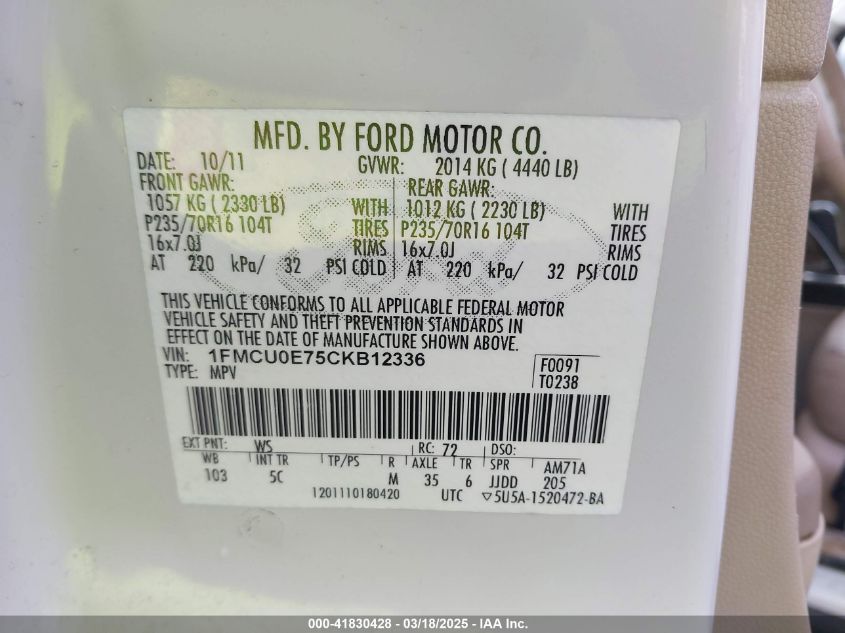 MFD. BY FORD MOTOR CO.
DATE: 10/11 GVWR: 2014 KG ( 4440 LB)
FRONT GAWR: REAR GAWR:
1057 KG ( 2330 LB) WITH 1012 KG ( 2230 LB) WITH
P235/70R16 104T TIRES P235/70R16 104T TIRES
16x7.0J RIMS 16x7.0J RIMS
AT 220 kPa/ 32 PSI COLD AT 220 kPa/ 32 PSI COLD
THIS VEHICLE CONFORMS TO ALL APPLICABLE FEDERAL MOTOR
VEHICLE SAFETY AND THEFT PREVENTION STANDARDS IN
EFFECT ON THE DATE OF MANUFACTURE SHOWN ABOVE.
VIN: 1FMCU0E75CKB12336 F0091
TYPE: MPV T0238
EXT PNT: WS RC: 72 DSO:
WB INT TR TP/PS R AXLE TR SPR AM71A
103 5C M 35 6 JJDD 205
1201110180420 UTC ▽5U5A-1520472-BA
000-41830428 - 03/18/2025 - IAA Inc.